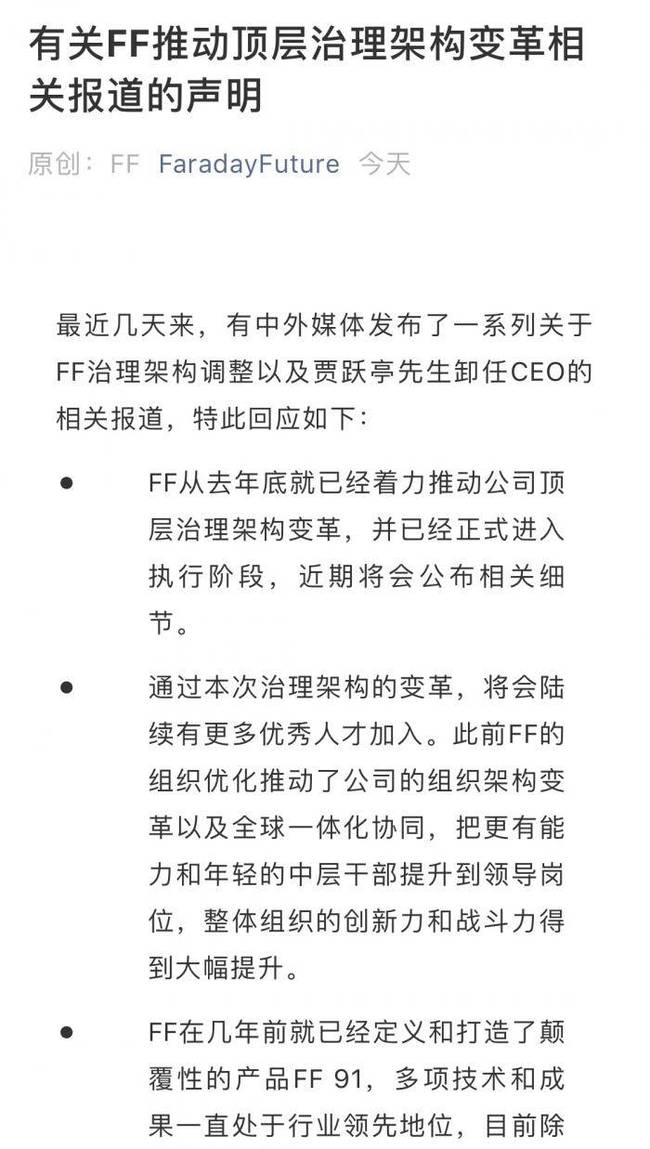 有关FF推动顶层治理架构变革相
关报道的声明
原创：FF FaradayFuture 今天
最近几天来，有中外媒体发布了一系列关于
FF治理架构调整以及贾跃亭先生卸任CEO的
相关报道，特此回应如下：
● FF从去年底就已经着力推动公司顶
层治理架构变革，并已经正式进入
执行阶段，近期将会公布相关细
节。
● 通过本次治理架构的变革，将会陆
续有更多优秀人才加入。此前FF的
组织优化推动了公司的组织架构变
革以及全球一体化协同，把更有能
力和年轻的中层干部提升到领导岗
位，整体组织的创新力和战斗力得
到大幅提升。
● FF在几年前就已经定义和打造了颠
覆性的产品FF 91，多项技术和成
果一直处于行业领先地位，目前除